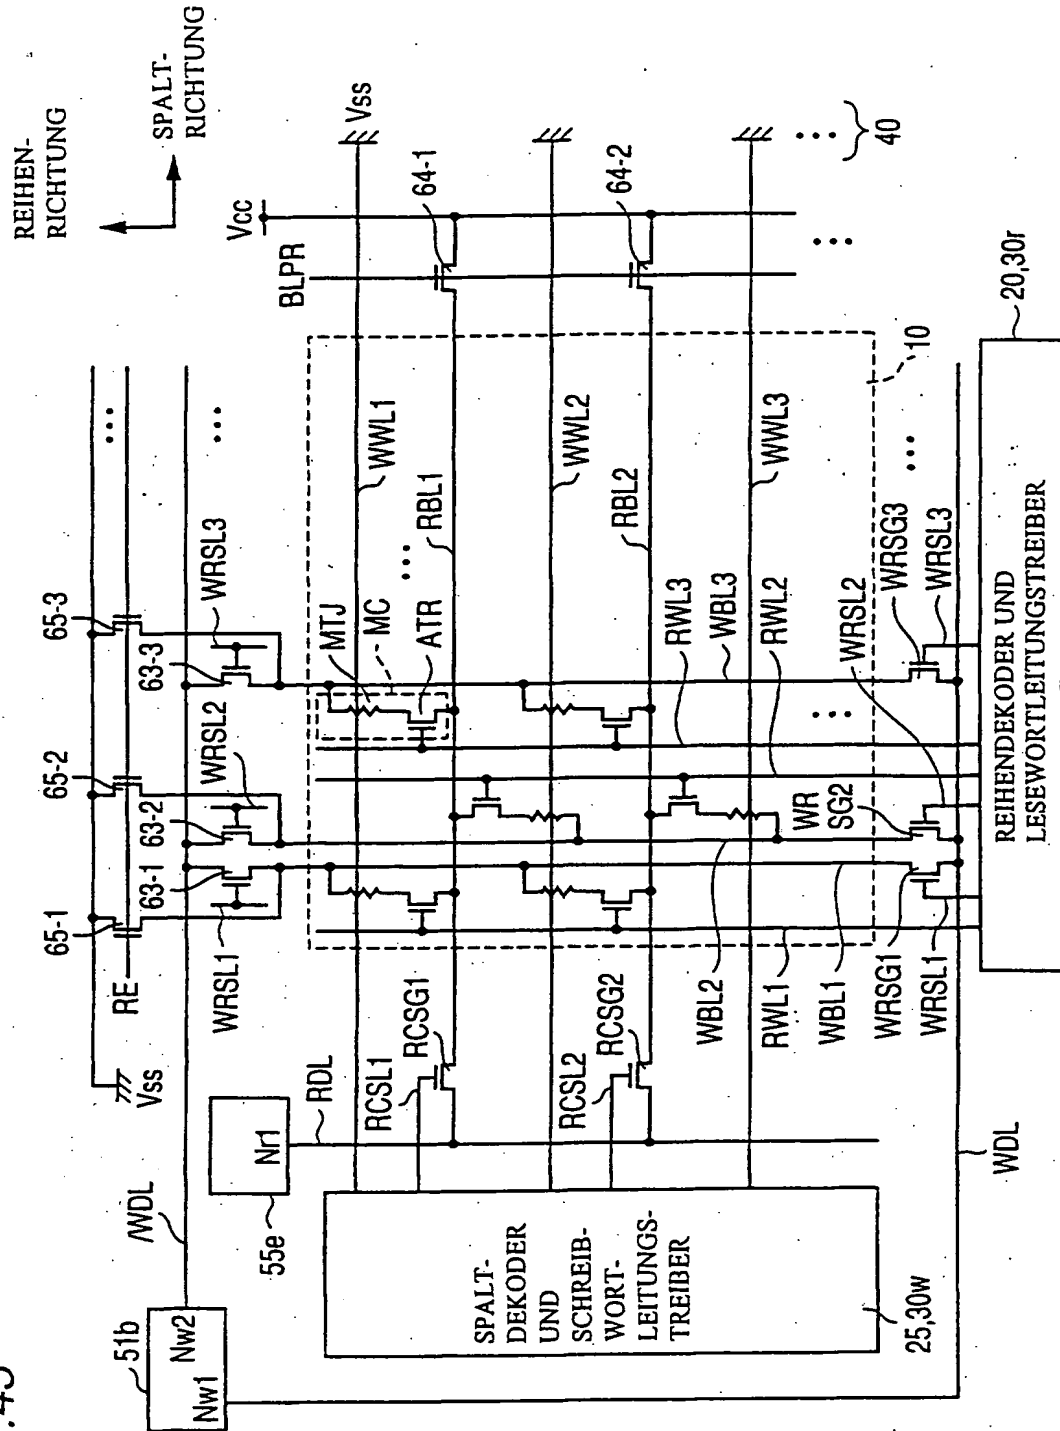 REIHEN-
RICHTUNG
SPALT-
RICHTUNG
Vcc
BLPR
Vss
64-1
64-2
40
20,30r
10
65-3
65-2
65-1
63-3
63-2
63-1
WRSL3
WRSL2
WRSL1
RE
Vss
MTJ
MC
ATR
WWL1
RBL1
WWL2
RBL2
WWL3
RWL3
WBL3
RWL2
WRSL2
WRSG3
WRSL3
WR
SG2
WBL2
RWL1
WBL1
WRSG1
WRSL1
RCSL1
RCSG1
RCSL2
RCSG2
RDL
Nr1
55e
/WDL
WDL
51b
Nw2
Nw1
25,30w
SPALT-
DEKODER
UND
SCHREIB-
WORT-
LEITUNGS-
TREIBER
REIHENDEKODER UND
LESEWORTLEITUNGSTREIBER